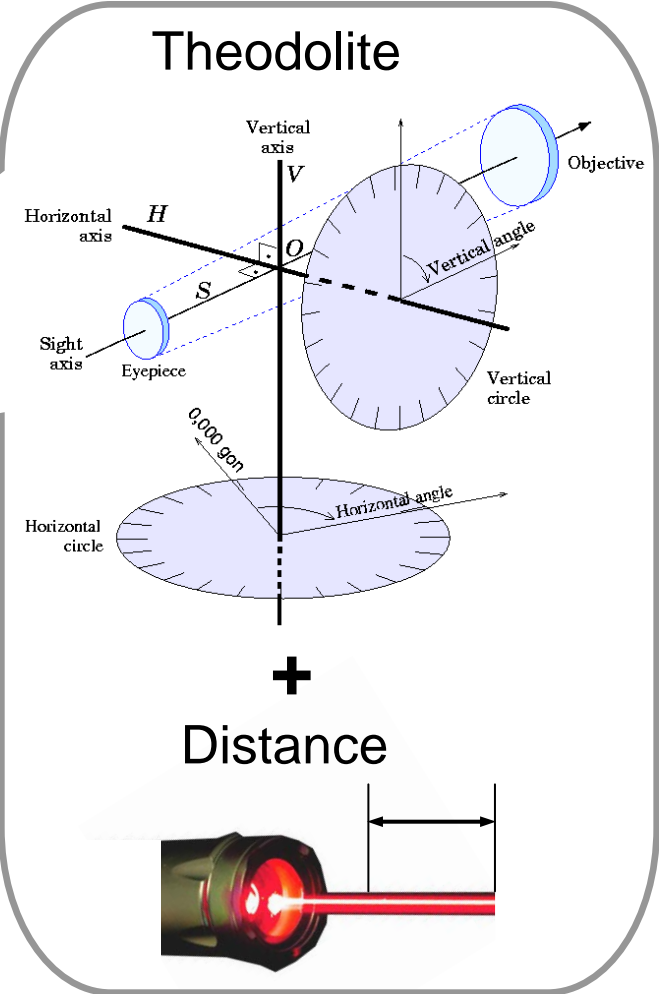 Theodolite
Vertical
axis
V
Objective
Horizontal
axis
H
O
Vertical angle
S
Sight
axis
Eyepiece
Vertical
circle
0,000 gon
Horizontal angle
Horizontal
circle
+
Distance